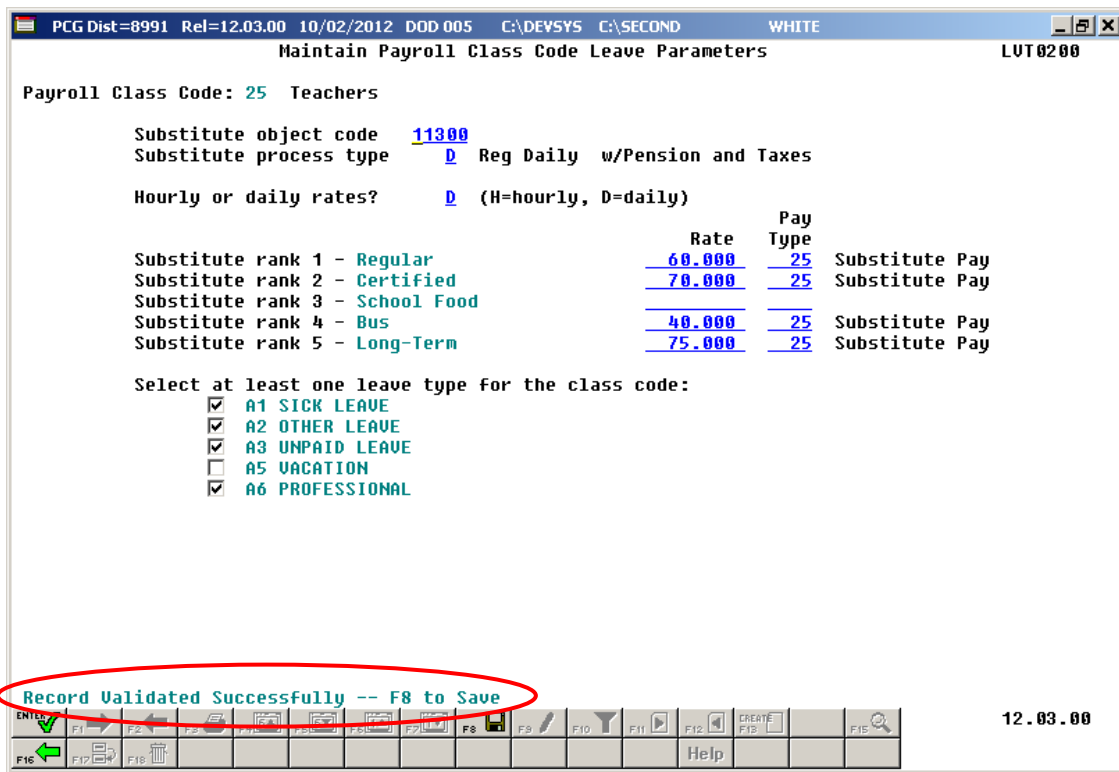 PCG Dist=8991 Rel=12.03.00 10/02/2012 DOD 005 C:\DEVSYS C:\SECOND WHITE
Maintain Payroll Class Code Leave Parameters LVT0200
Payroll Class Code: 25 Teachers
Substitute object code 11300
Substitute process type D Reg Daily w/Pension and Taxes
Hourly or daily rates? D (H=hourly, D=daily)
Pay
Rate Type
Substitute rank 1 - Regular 60.000 25 Substitute Pay
Substitute rank 2 - Certified 70.000 25 Substitute Pay
Substitute rank 3 - School Food
Substitute rank 4 - Bus 40.000 25 Substitute Pay
Substitute rank 5 - Long-Term 75.000 25 Substitute Pay
Select at least one leave type for the class code:
A1 SICK LEAVE
A2 OTHER LEAVE
A3 UNPAID LEAVE
A5 VACATION
A6 PROFESSIONAL
Record Validated Successfully -- F8 to Save
ENTER F1 F2 F3 F8 F9 F10 F11 F12 CREATE F13 F15 12.03.00
F16 F17 F18 Help